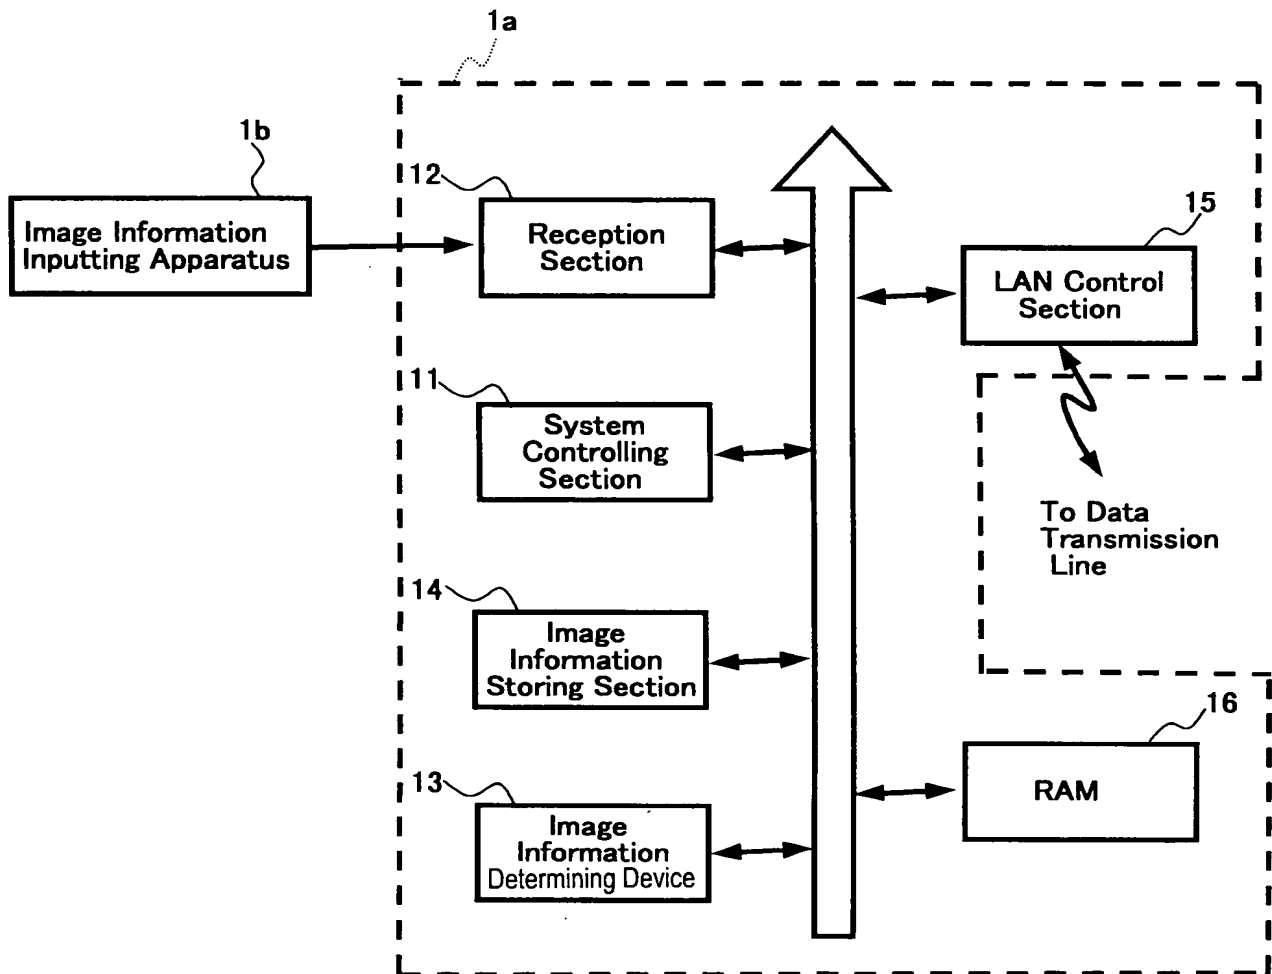 1a
1b
Image Information
Inputting Apparatus
12
Reception
Section
15
LAN Control
Section
11
System
Controlling
Section
To Data
Transmission
Line
14
Image
Information
Storing Section
16
RAM
13
Image
Information
Determining Device